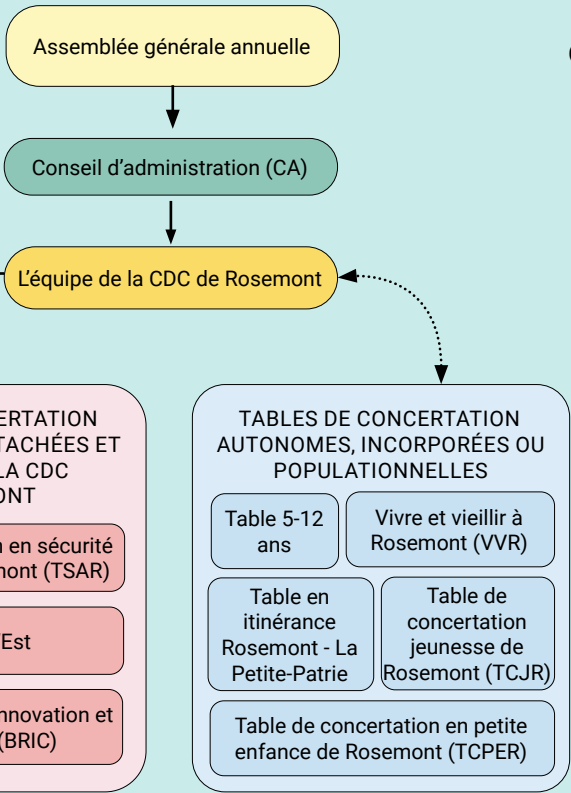 Assemblée générale annuelle
Conseil d'administration (CA)
L'équipe de la CDC de Rosemont
TACHÉES ET
LA CDC
en sécurité
(TSAR)
Est
et
(BRIC)
TABLES DE CONCERTATION
AUTONOMES, INCORPORÉES OU
POPULATIONNELLES
Table 5-12
ans
Vivre et vieillir à
Rosemont (VVR)
Table en
itinérance
Rosemont - La
Petite-Patrie
Table de
concertation
jeunesse de
Rosemont (TCJR)
Table de concertation en petite
enfance de Rosemont (TCPER)